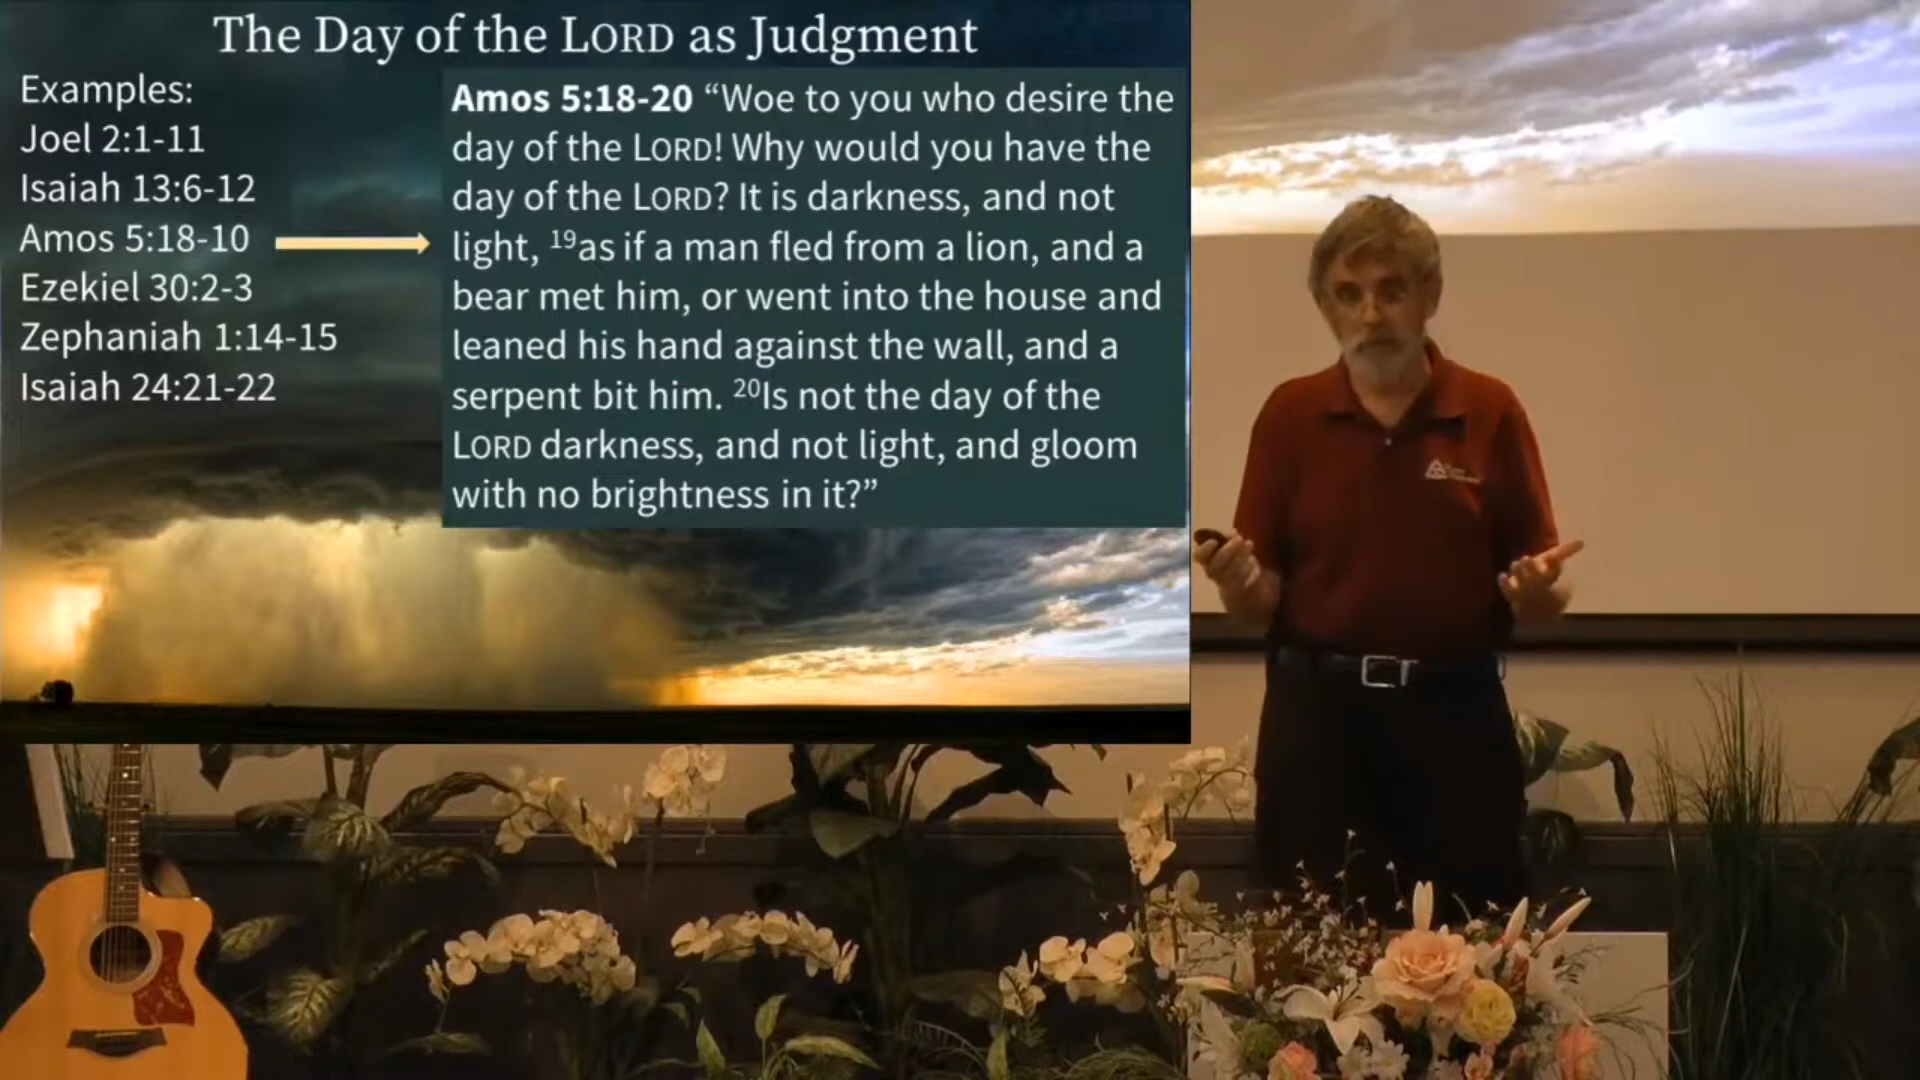 The Day of the LORD as Judgment
Examples:
Joel 2:1-11
Isaiah 13:6-12
Amos 5:18-10
Ezekiel 30:2-3
Zephaniah 1:14-15
Isaiah 24:21-22
Amos 5:18-20 “Woe to you who desire the
day of the LORD! Why would you have the
day of the LORD? It is darkness, and not
light, ¹⁹as if a man fled from a lion, and a
bear met him, or went into the house and
leaned his hand against the wall, and a
serpent bit him. ²⁰Is not the day of the
LORD darkness, and not light, and gloom
with no brightness in it?”